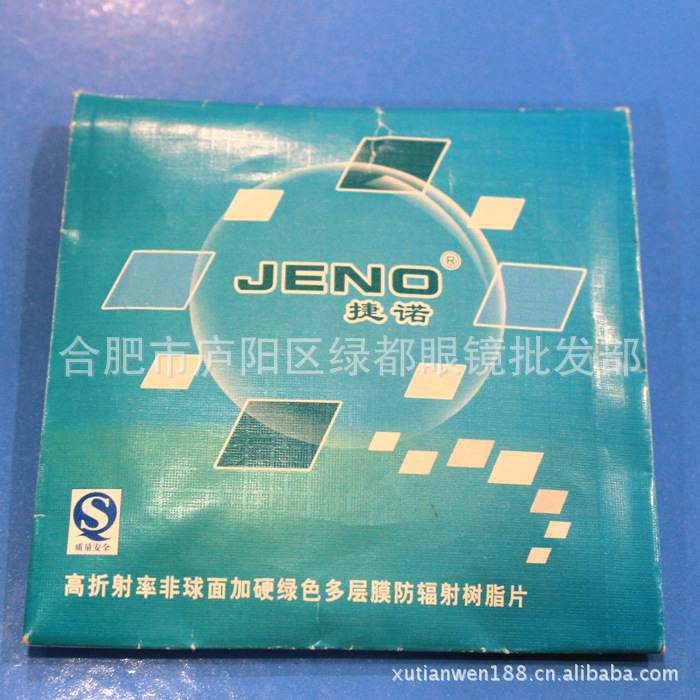 JENO®
捷诺
合肥市庐阳区绿都眼镜批发部
质量安全
高折射率非球面加硬绿色多层膜防辐射树脂片
xutianwen188.cn.alibaba.com